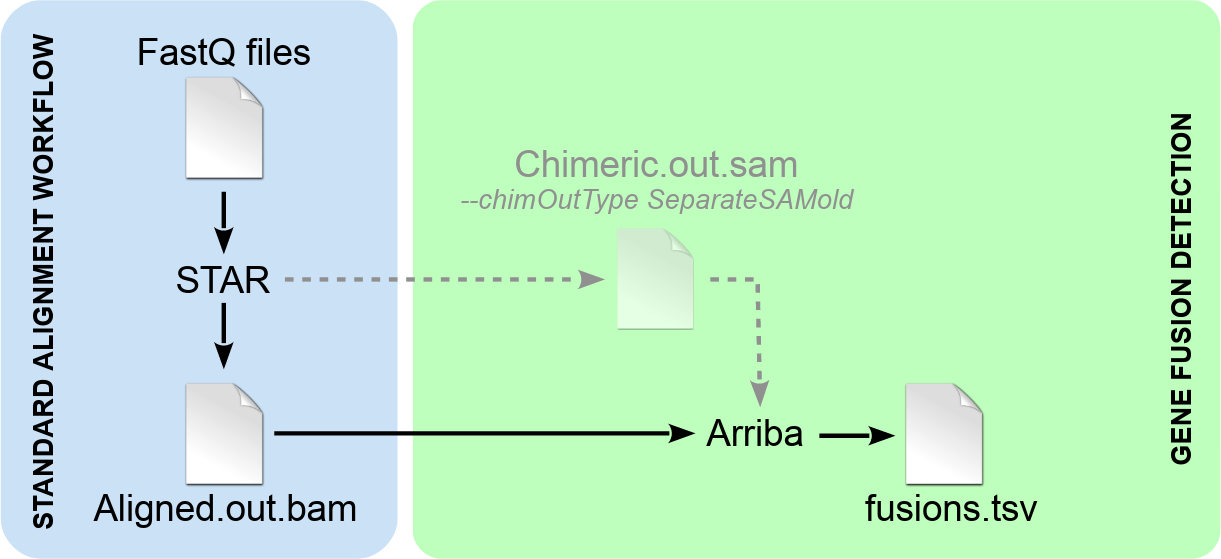 STANDARD ALIGNMENT WORKFLOW
FastQ files
STAR
Aligned.out.bam
Chimeric.out.sam
--chimOutType SeparateSAMold
Arriba
fusions.tsv
GENE FUSION DETECTION